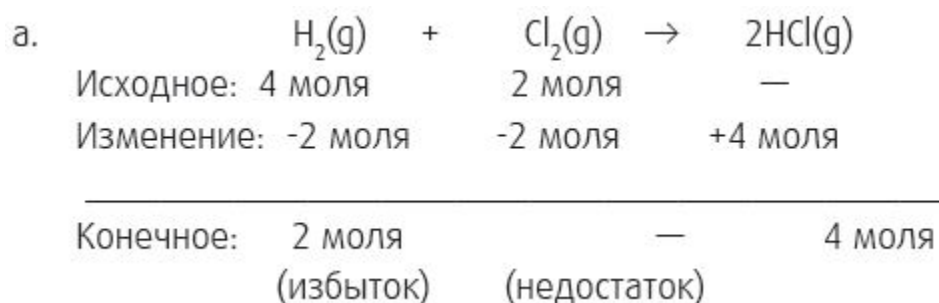 а. H₂(g) + Cl₂(g) → 2HCl(g)
Исходное: 4 моля 2 моля —
Изменение: -2 моля -2 моля +4 моля
Конечное: 2 моля — 4 моля
(избыток) (недостаток)